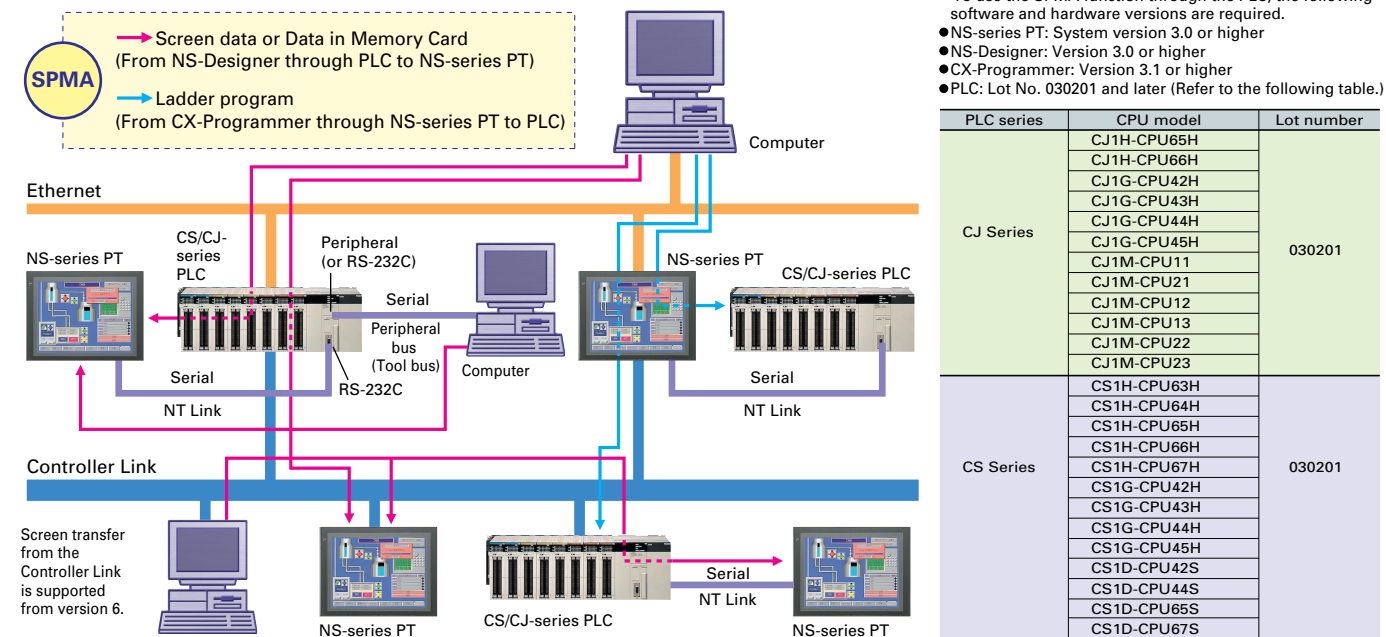 SPMA
Screen data or Data in Memory Card
(From NS-Designer through PLC to NS-series PT)
Ladder program
(From CX-Programmer through NS-series PT to PLC)
Computer
Ethernet
NS-series PT
CS/CJ-
series
PLC
Peripheral
(or RS-232C)
Serial
Peripheral
bus
(Tool bus)
Computer
RS-232C
Serial
NT Link
NS-series PT
CS/CJ-series PLC
Serial
NT Link
Controller Link
Screen transfer
from the
Controller Link
is supported
from version 6.
NS-series PT
CS/CJ-series PLC
Serial
NT Link
NS-series PT
software and hardware versions are required.
●NS-series PT: System version 3.0 or higher
●NS-Designer: Version 3.0 or higher
●CX-Programmer: Version 3.1 or higher
●PLC: Lot No. 030201 and later (Refer to the following table.)
PLC series CPU model Lot number
CJ Series
CJ1H-CPU65H
CJ1H-CPU66H
CJ1G-CPU42H
CJ1G-CPU43H
CJ1G-CPU44H
CJ1G-CPU45H
CJ1M-CPU11
CJ1M-CPU21
CJ1M-CPU12
CJ1M-CPU13
CJ1M-CPU22
CJ1M-CPU23
030201
CS Series
CS1H-CPU63H
CS1H-CPU64H
CS1H-CPU65H
CS1H-CPU66H
CS1H-CPU67H
CS1G-CPU42H
CS1G-CPU43H
CS1G-CPU44H
CS1G-CPU45H
CS1D-CPU42S
CS1D-CPU44S
CS1D-CPU65S
CS1D-CPU67S
030201